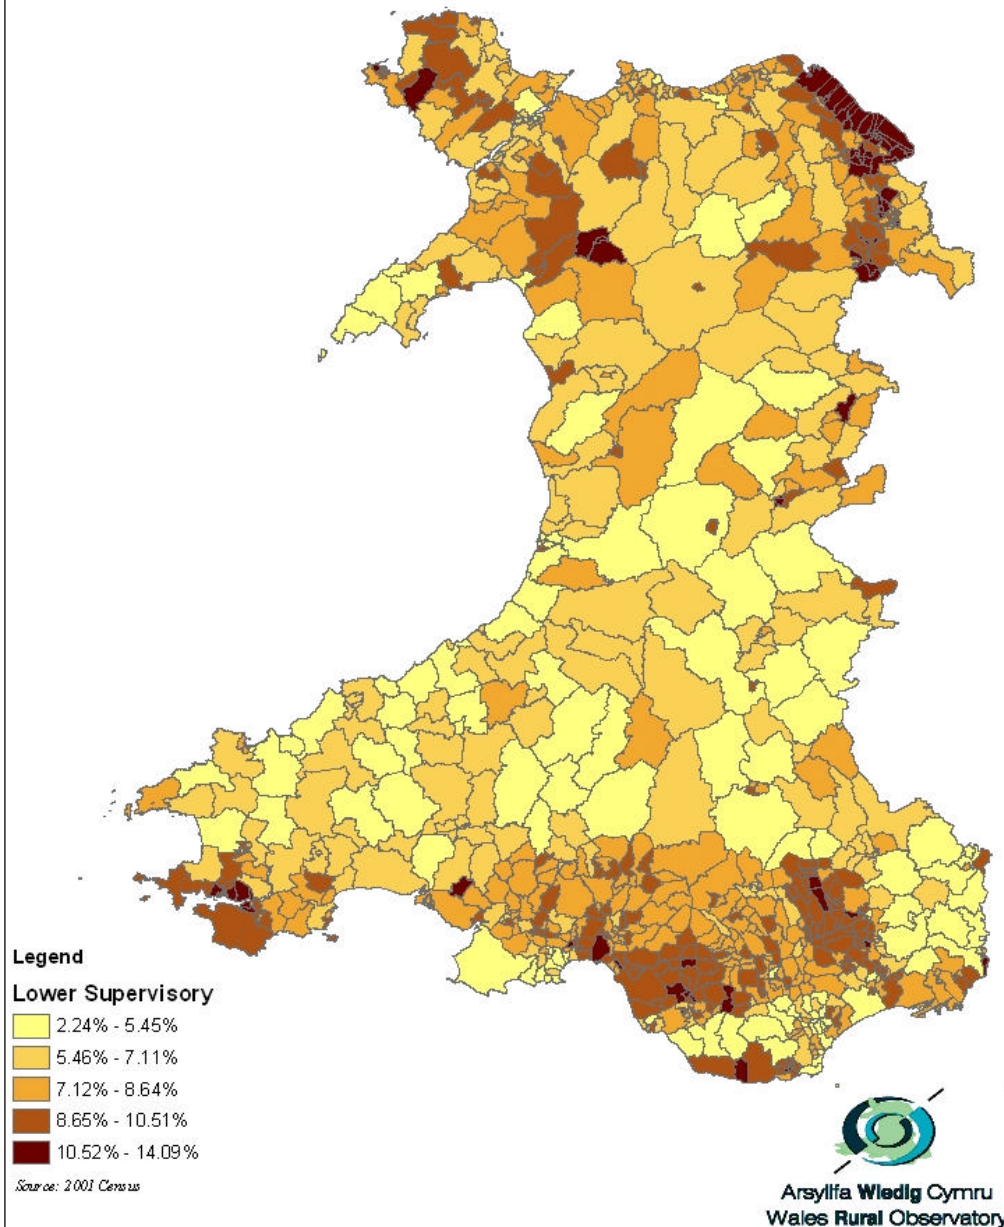 Legend
Lower Supervisory
2.24% - 5.45%
5.46% - 7.11%
7.12% - 8.64%
8.65% - 10.51%
10.52% - 14.09%
Source: 2001 Census
Arsyllfa Wledig Cymru
Wales Rural Observatory